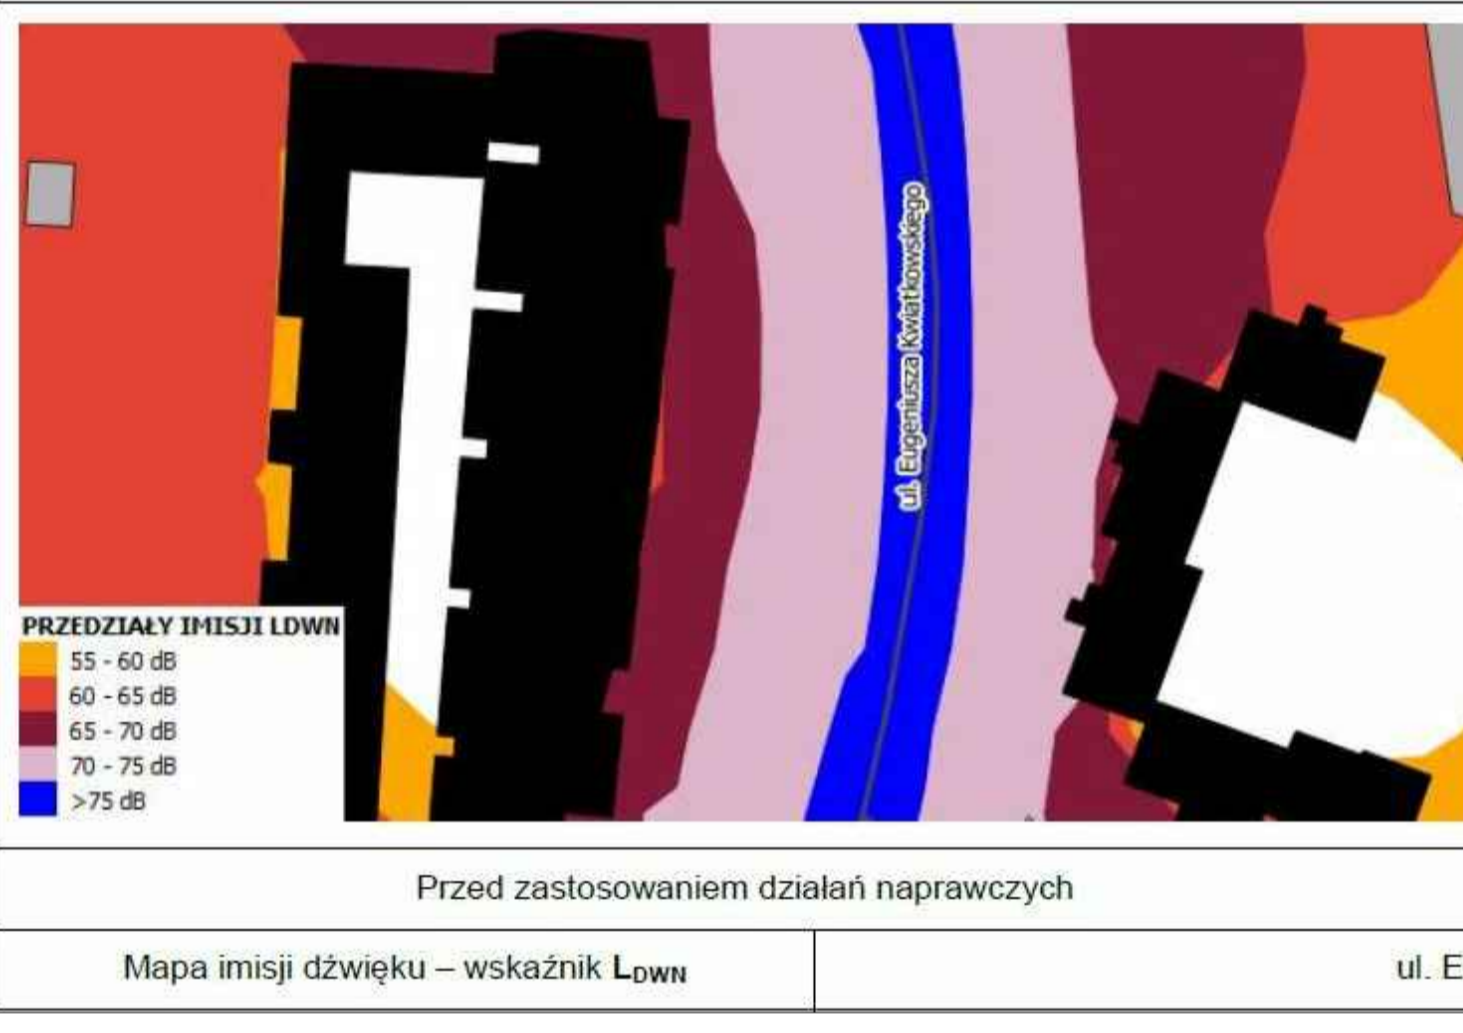 ul. Eugeniusza Kwiatkowskiego
PRZEDZIAŁY IMISJI LDWN
55 - 60 dB
60 - 65 dB
65 - 70 dB
70 - 75 dB
>75 dB
Przed zastosowaniem działań naprawczych
Mapa imisji dźwięku – wskaźnik LDWN
ul. E